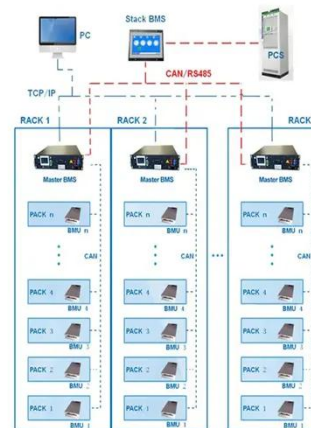 PC
Stack BMS
PCS
CAN/RS485
TCP/IP
RACK 1
RACK 2
RACK
Master BMS
Master BMS
Master BMS
PACK n
BMU n
PACK n
BMU n
PACK n
BMU n
CAN
CAN
CAN
PACK 4
BMU 4
PACK 4
BMU 4
PACK 4
BMU 4
PACK 3
BMU 3
PACK 3
BMU 3
PACK 3
BMU 3
PACK 2
BMU 2
PACK 2
BMU 2
PACK 2
BMU 2
PACK 1
BMU 1
PACK 1
BMU 1
PACK 1
BMU 1